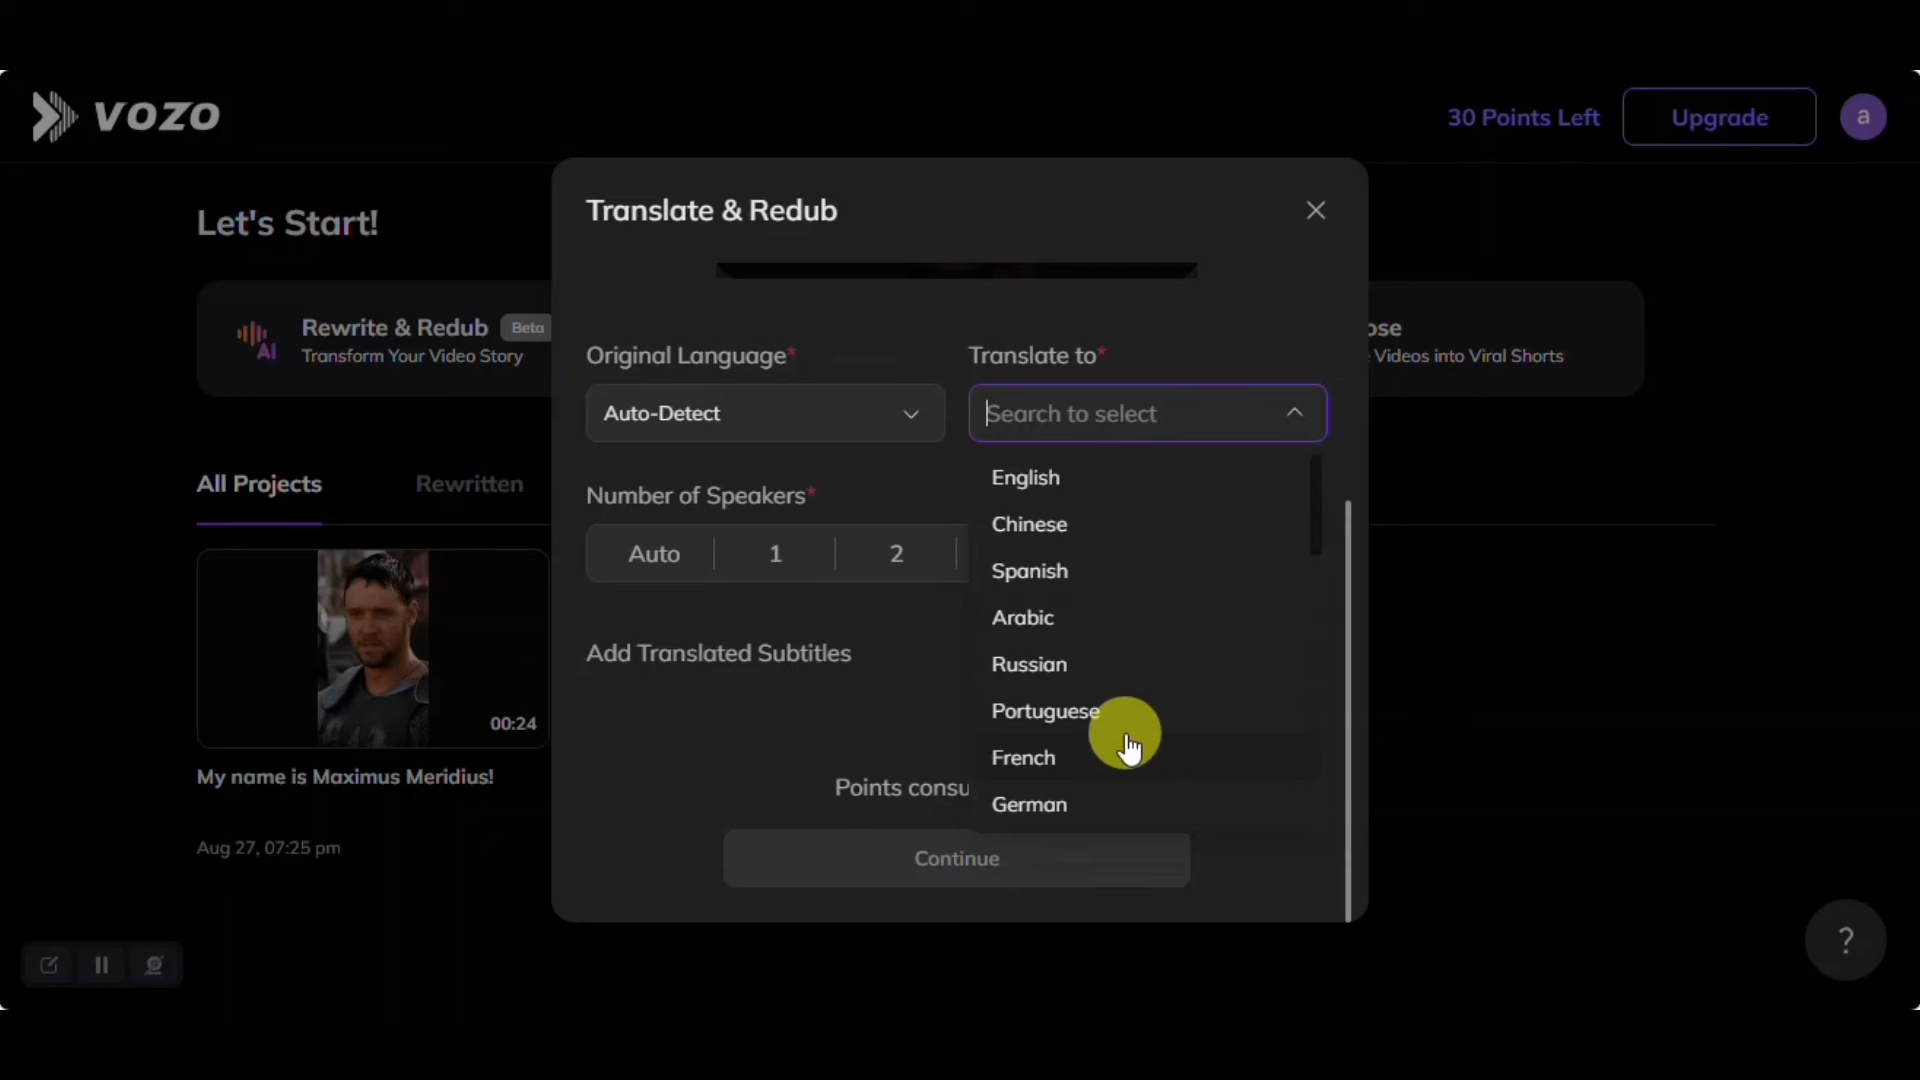 VOZO
30 Points Left
Upgrade
a
Let's Start!
Rewrite & Redub
Beta
Transform Your Video Story
ose
Videos into Viral Shorts
All Projects
Rewritten
00:24
My name is Maximus Meridius!
Aug 27, 07:25 pm
Translate & Redub
Original Language*
Auto-Detect
Translate to*
Search to select
English
Chinese
Spanish
Arabic
Russian
Portuguese
French
German
Number of Speakers*
Auto
1
2
Add Translated Subtitles
Points consu
Continue
?